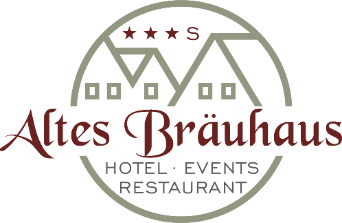 ★★★S
Altes Bräuhaus
HOTEL · EVENTS
RESTAURANT